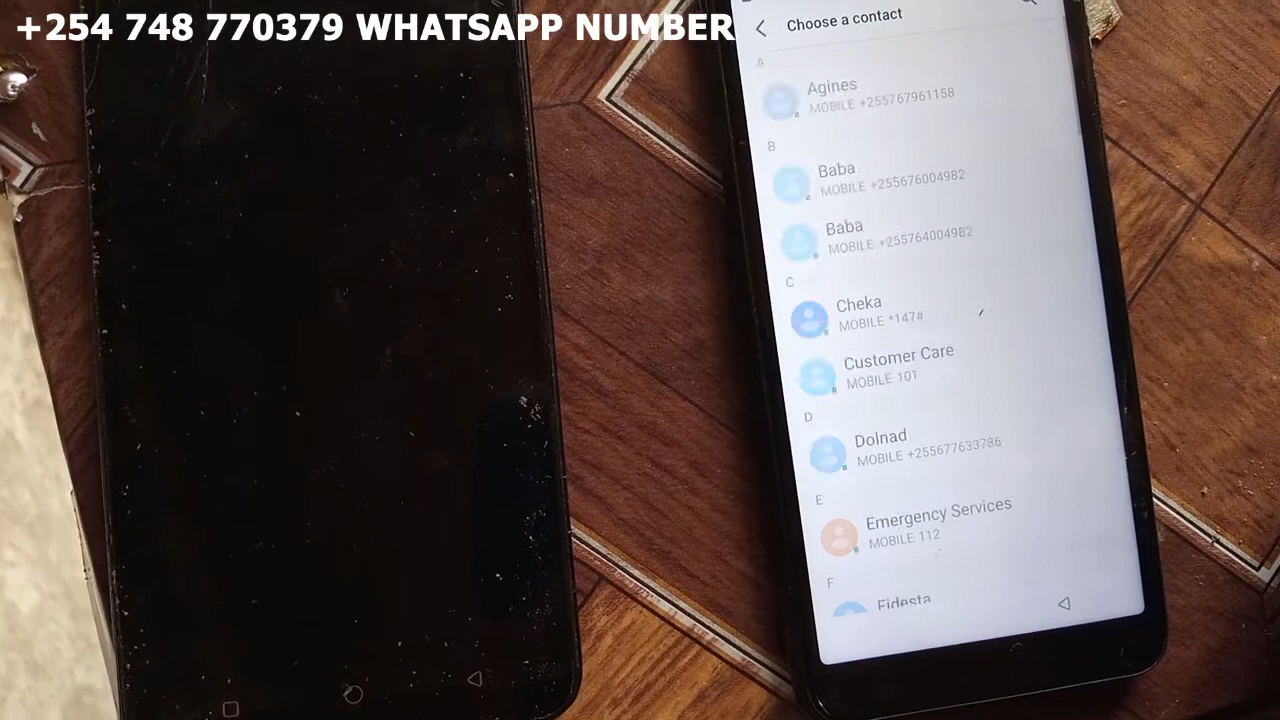 +254 748 770379 WHATSAPP NUMBER
Choose a contact
A
Agines
MOBILE +255767961158
B
Baba
MOBILE +255676004982
Baba
MOBILE +255764004982
C
Cheka
MOBILE *147#
Customer Care
MOBILE 101
D
Dolnad
MOBILE +255677633786
E
Emergency Services
MOBILE 112
F
Fidesta